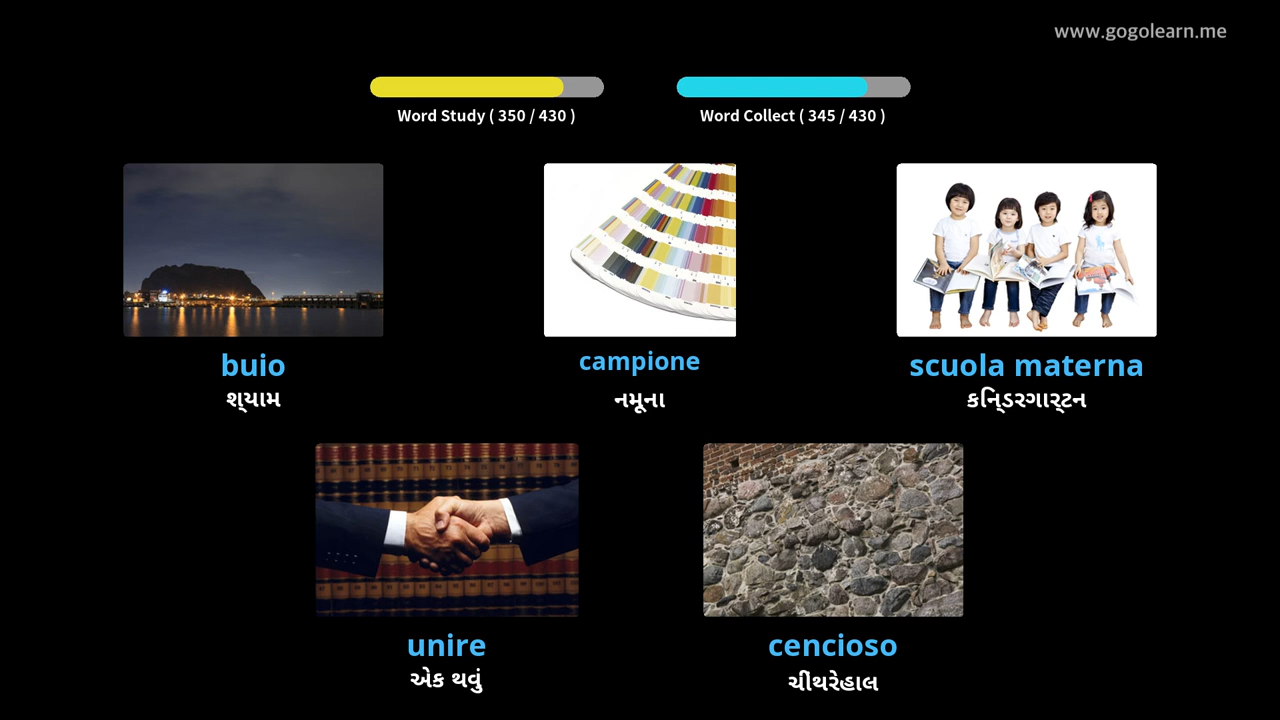 www.gogolearn.me
Word Study ( 350 / 430 )
Word Collect ( 345 / 430 )
buio
શ્યામ
campione
નમૂના
scuola materna
કિન્ડરગાર્ટન
unire
એક થવું
cencioso
ચીંથરેહાલ